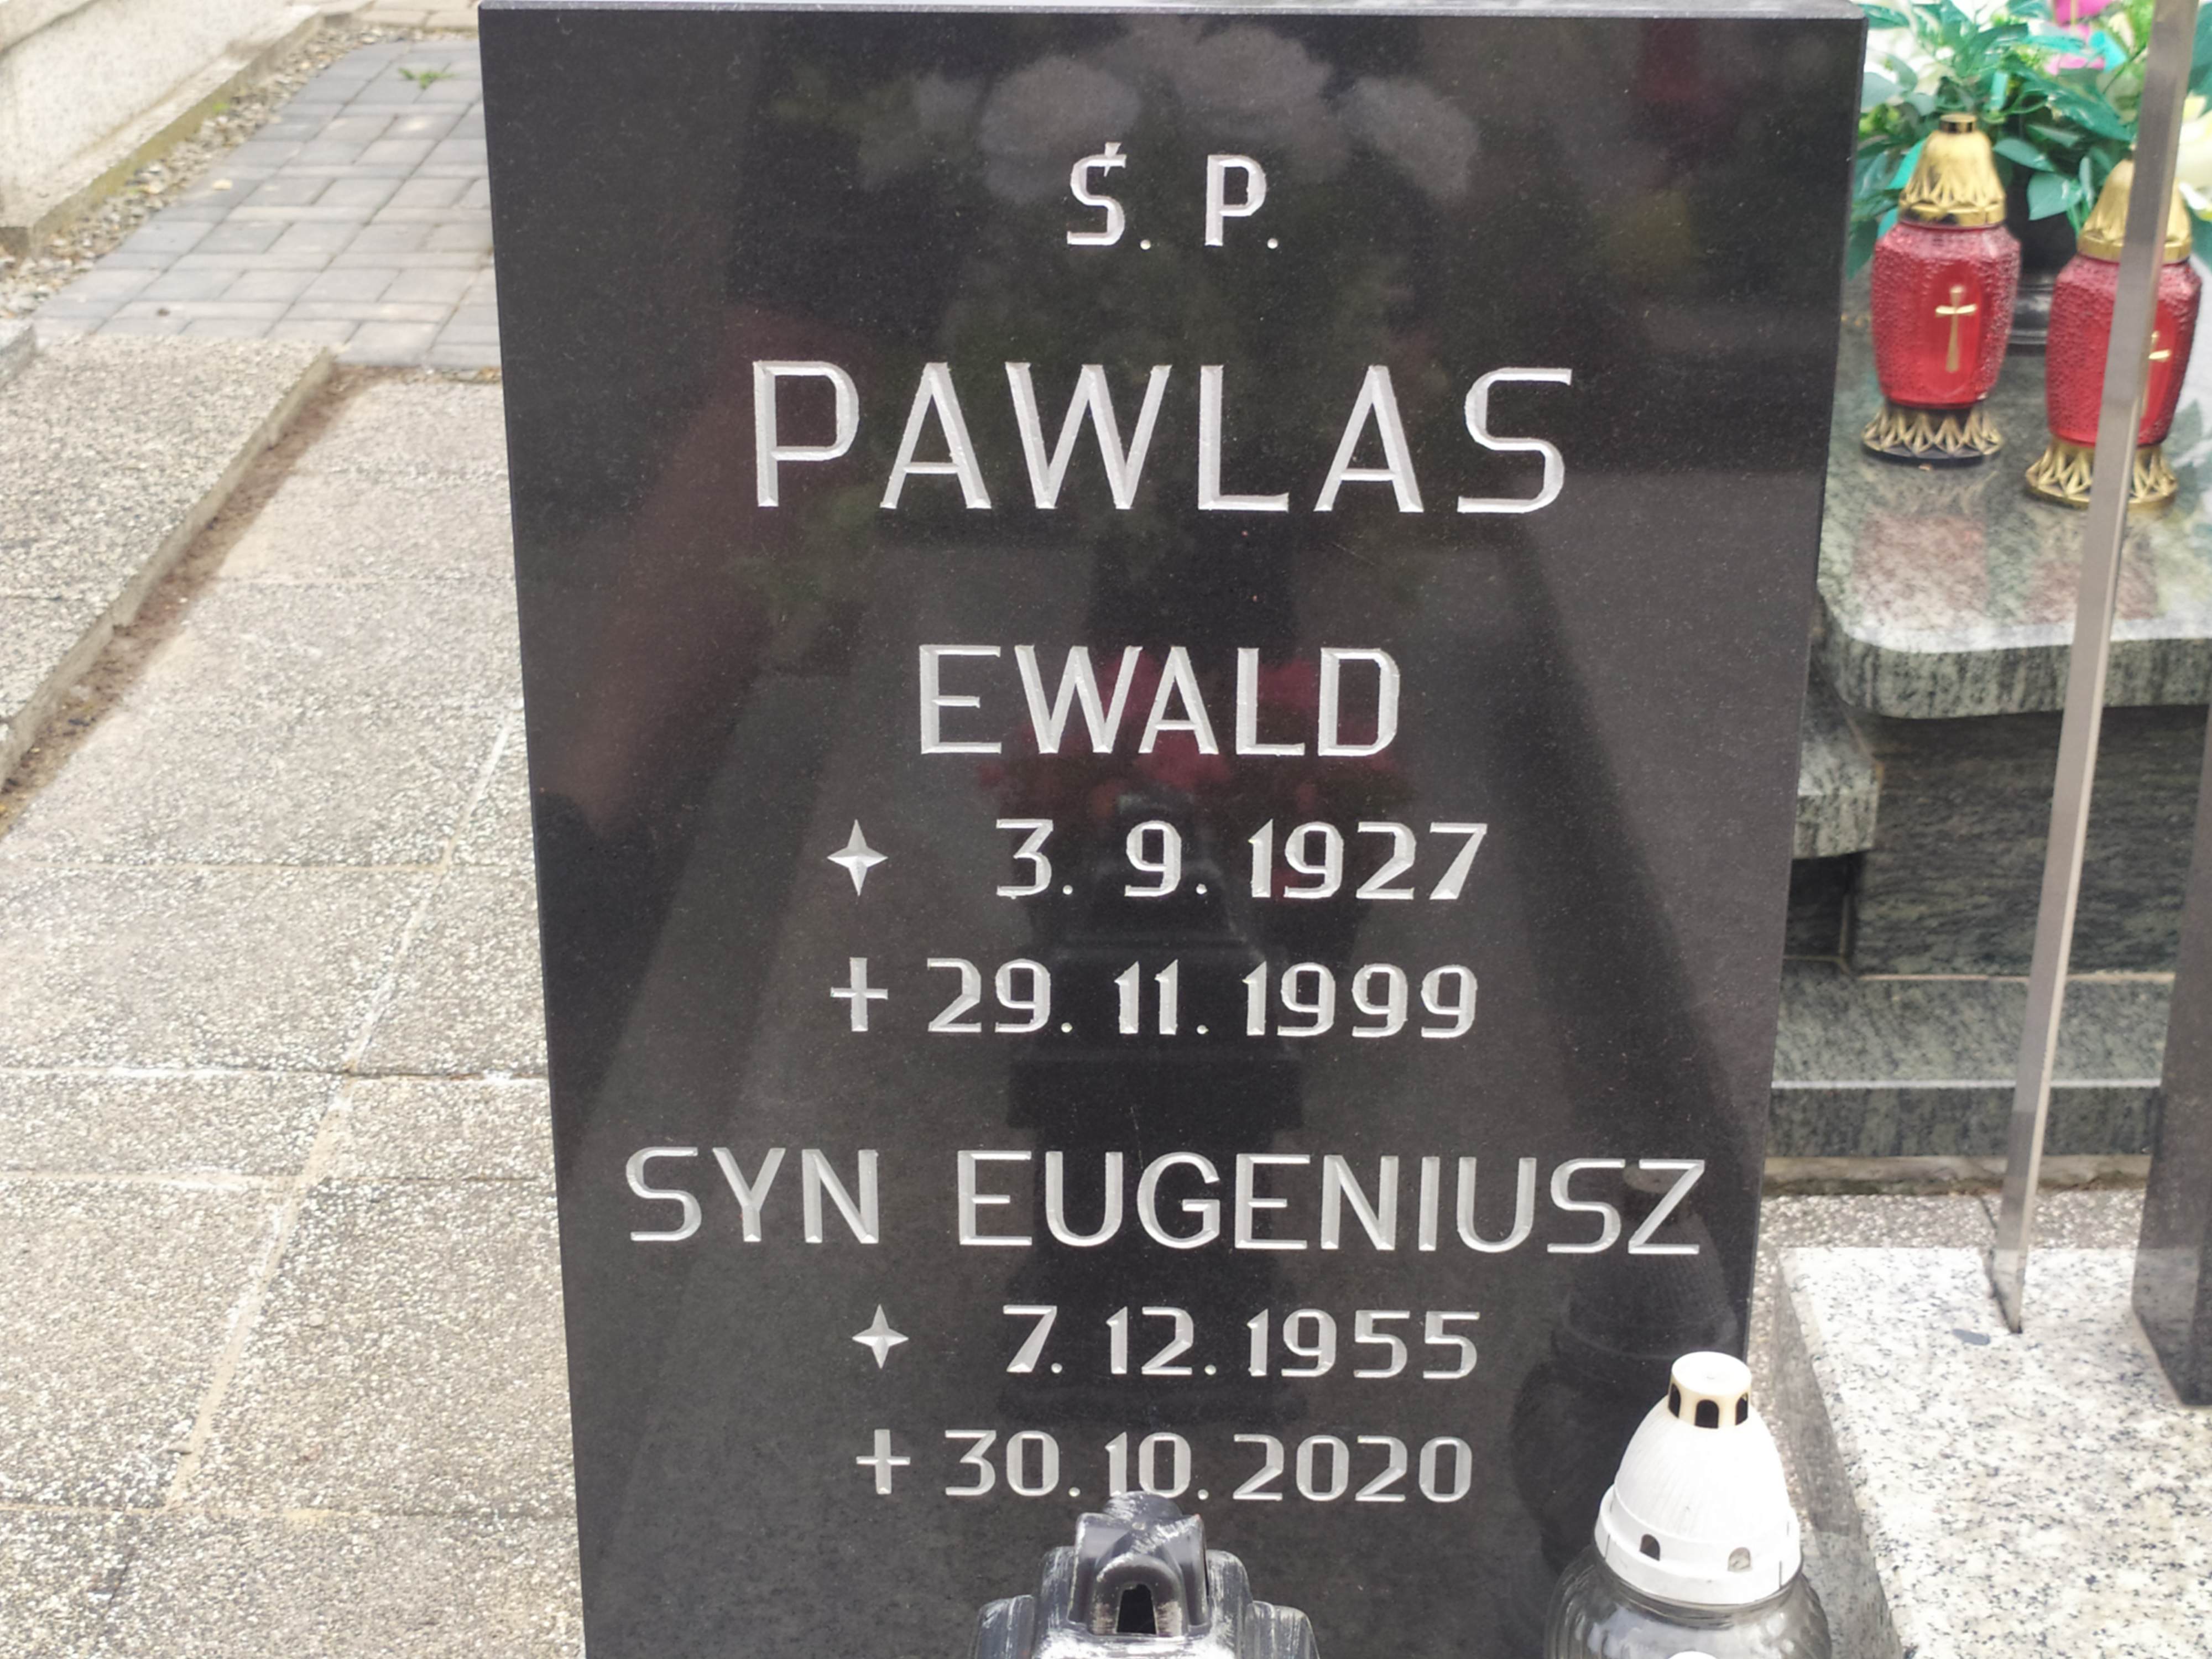 Ś. P.
PAWLAS
EWALD
✦ 3. 9. 1927
+ 29. 11. 1999
SYN EUGENIUSZ
✦ 7. 12. 1955
+ 30. 10. 2020